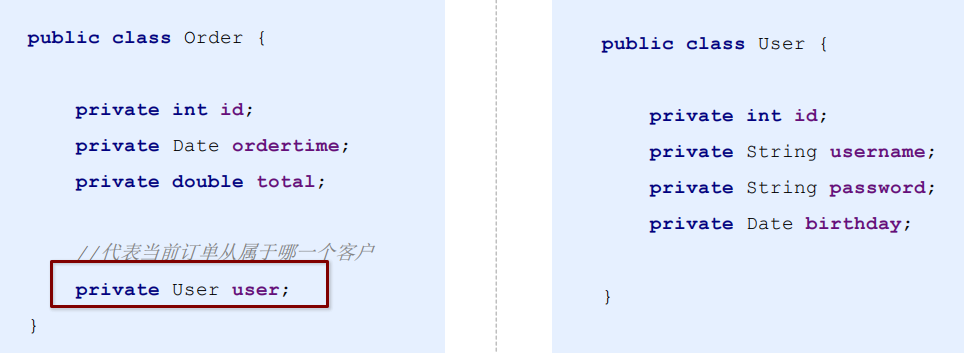 public class Order {
private int id;
private Date ordertime;
private double total;
//代表当前订单从属于哪一个客户
private User user;
}
public class User {
private int id;
private String username;
private String password;
private Date birthday;
}